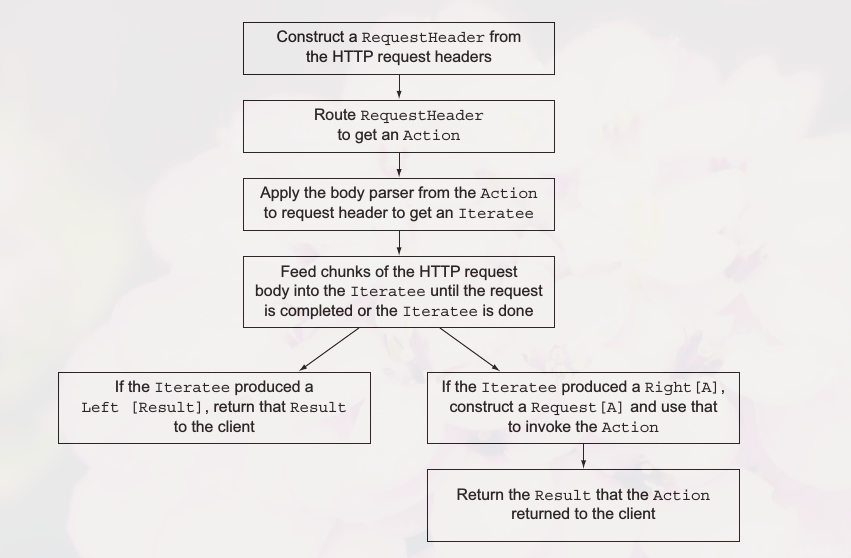 Construct a RequestHeader from
the HTTP request headers
Route RequestHeader
to get an Action
Apply the body parser from the Action
to request header to get an Iteratee
Feed chunks of the HTTP request
body into the Iteratee until the request
is completed or the Iteratee is done
If the Iteratee produced a
Left [Result], return that Result
to the client
If the Iteratee produced a Right[A],
construct a Request[A] and use that
to invoke the Action
Return the Result that the Action
returned to the client